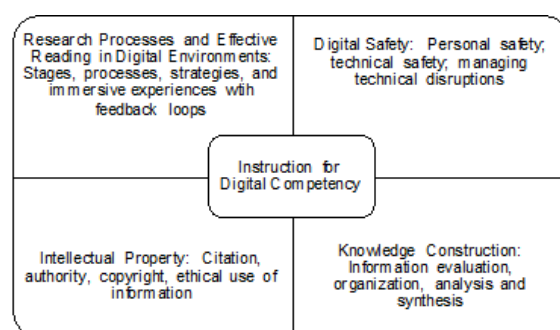 Research Processes and Effective
Reading in Digital Environments:
Stages, processes, strategies, and
immersive experiences wtih
feedback loops
Digital Safety: Personal safety;
technical safety; managing
technical disruptions
Instruction for
Digital Competency
Intellectual Property: Citation,
authority, copyright, ethical use of
information
Knowledge Construction:
Information evaluation,
organization, analysis and
synthesis